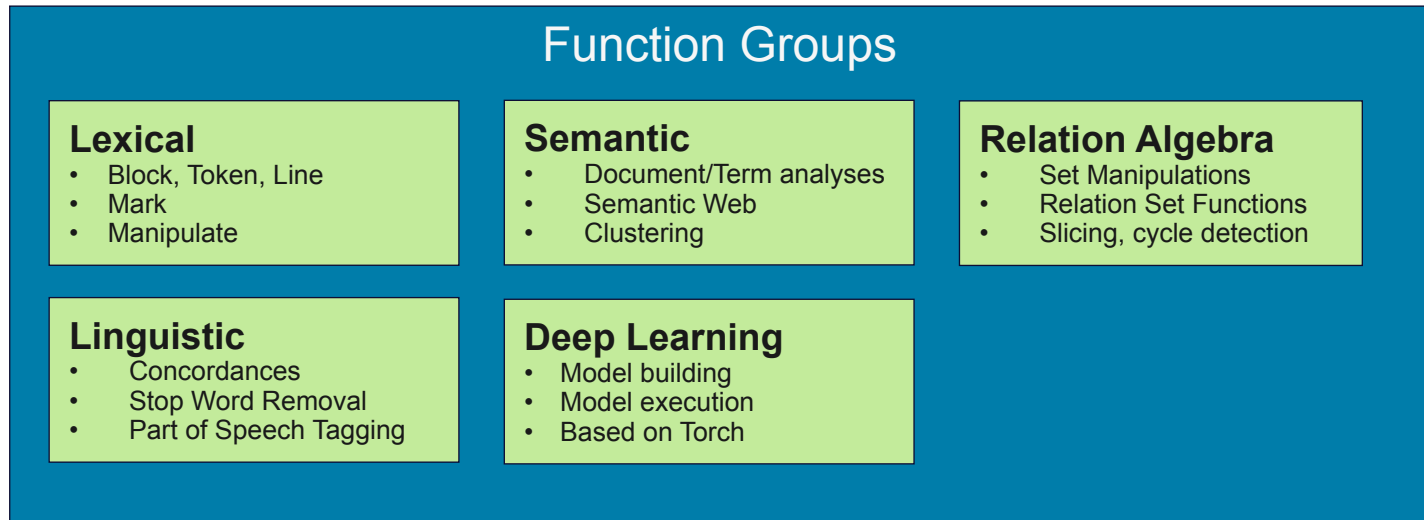 Function Groups
Lexical
• Block, Token, Line
• Mark
• Manipulate
Semantic
• Document/Term analyses
• Semantic Web
• Clustering
Relation Algebra
• Set Manipulations
• Relation Set Functions
• Slicing, cycle detection
Linguistic
• Concordances
• Stop Word Removal
• Part of Speech Tagging
Deep Learning
• Model building
• Model execution
• Based on Torch